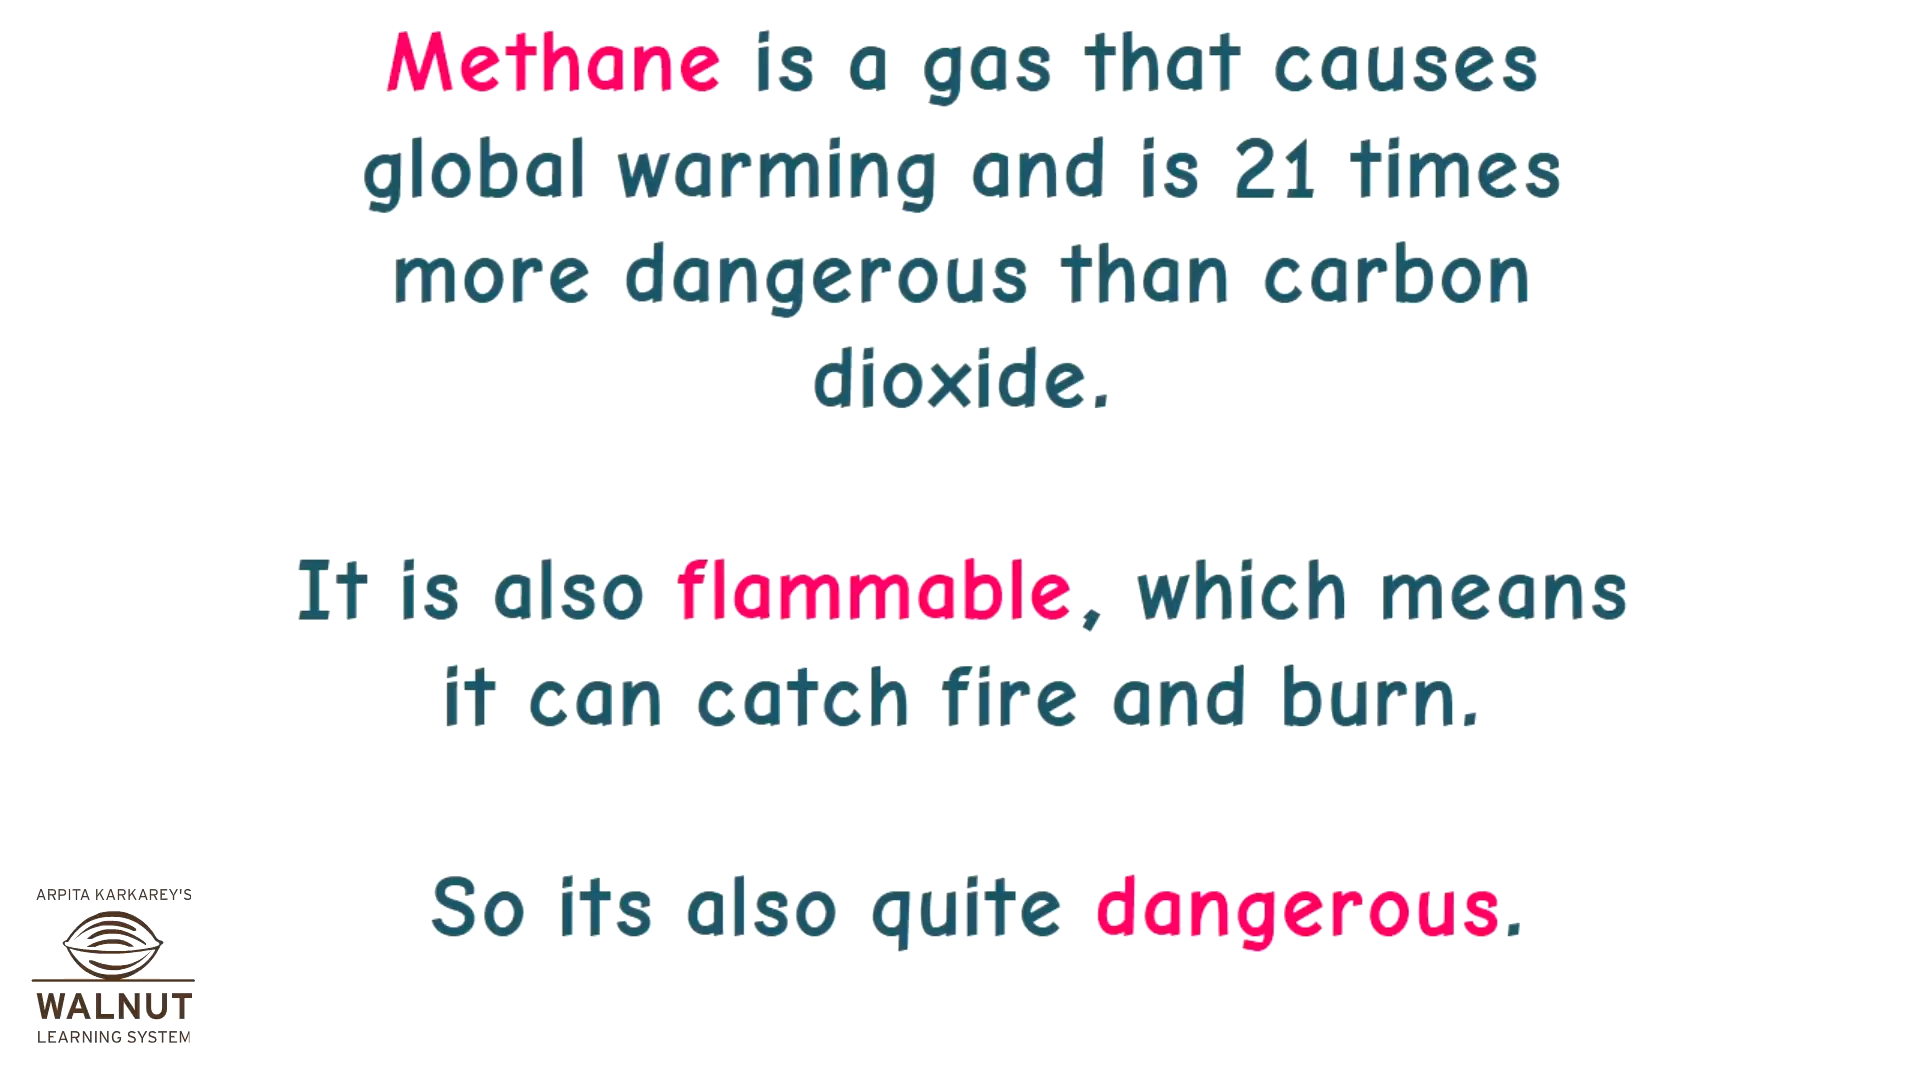 Methane is a gas that causes
global warming and is 21 times
more dangerous than carbon
dioxide.
It is also flammable, which means
it can catch fire and burn.
So its also quite dangerous.
ARPITA KARKAREY'S
WALNUT
LEARNING SYSTEM